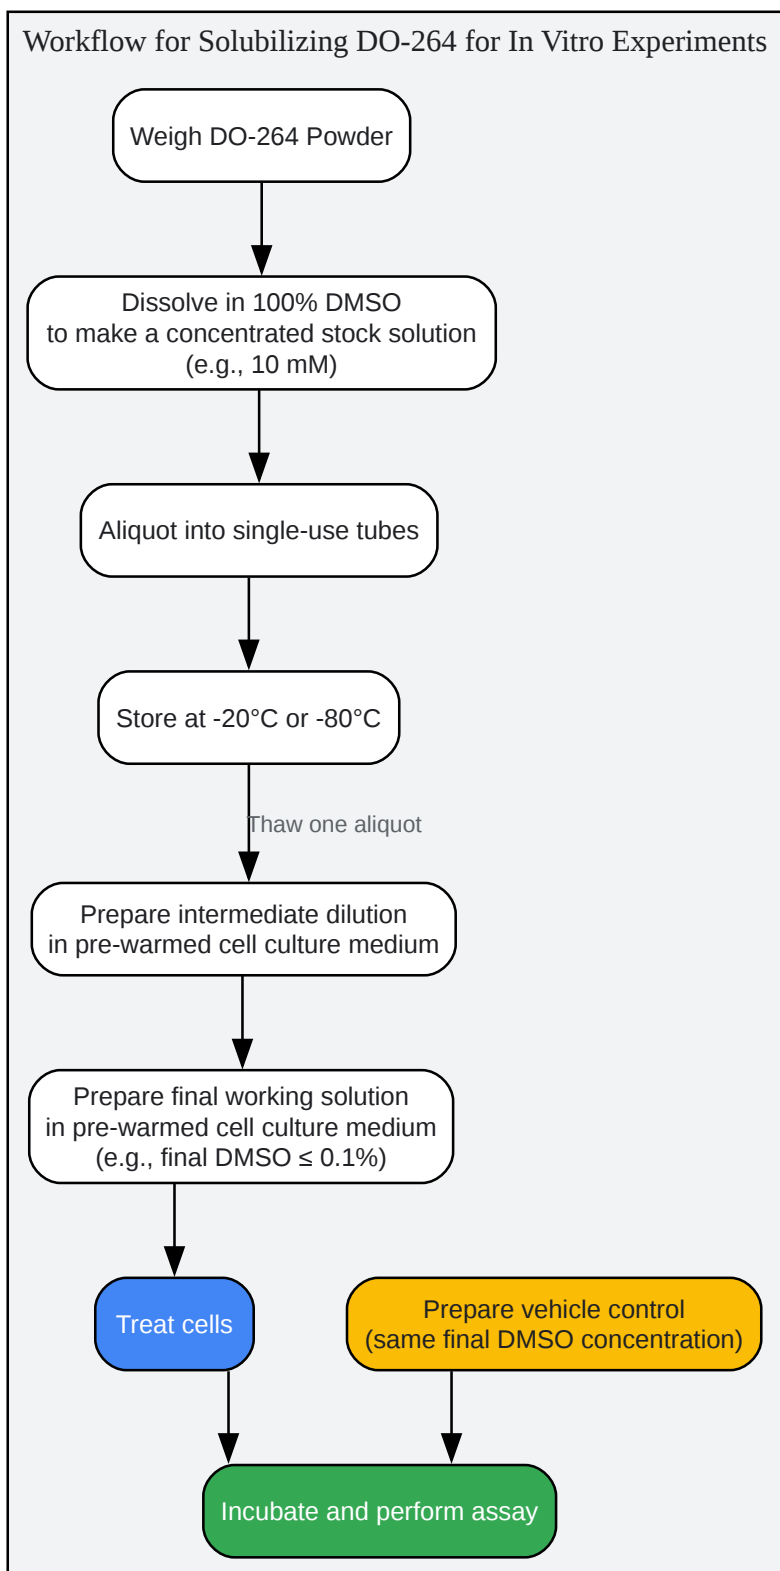 Workflow for Solubilizing DO-264 for In Vitro Experiments
Weigh DO-264 Powder
Dissolve in 100% DMSO
to make a concentrated stock solution
(e.g., 10 mM)
Aliquot into single-use tubes
Store at -20°C or -80°C
Thaw one aliquot
Prepare intermediate dilution
in pre-warmed cell culture medium
Prepare final working solution
in pre-warmed cell culture medium
(e.g., final DMSO ≤ 0.1%)
Treat cells
Prepare vehicle control
(same final DMSO concentration)
Incubate and perform assay